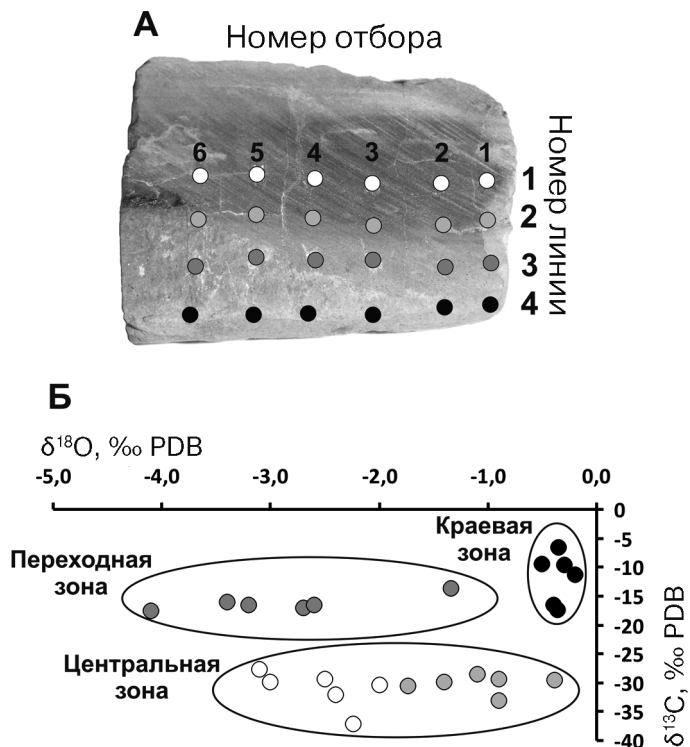 А
Номер отбора
6 5 4 3 2 1
1
2
3
4
Номер линии
Б
δ¹⁸O, ‰ PDB
-5,0 -4,0 -3,0 -2,0 -1,0 0,0
0
-5
-10
-15
-20
-25
-30
-35
-40
Краевая
зона
Переходная
зона
Центральная
зона
δ¹³C, ‰ PDB